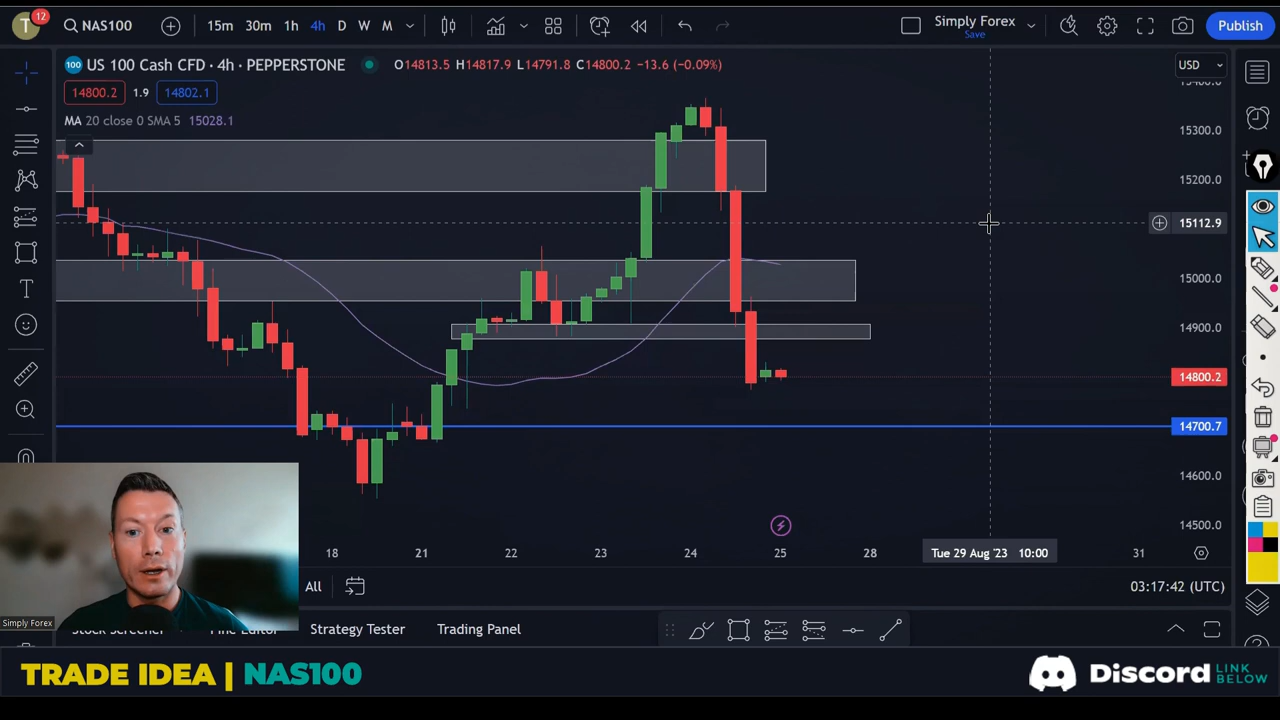 T
12
NAS100
15m 30m 1h 4h D W M
Simply Forex
Save
Publish
100 US 100 Cash CFD · 4h · PEPPERSTONE
O14813.5 H14817.9 L14791.8 C14800.2 −13.6 (−0.09%)
USD
14800.2 1.9 14802.1
MA 20 close 0 SMA 5 15028.1
15300.0
15200.0
15112.9
15000.0
14900.0
14800.2
14700.7
14600.0
14500.0
18 21 22 23 24 25 28 Tue 29 Aug '23 10:00 31
All
03:17:42 (UTC)
Simply Forex
Strategy Tester
Trading Panel
TRADE IDEA | NAS100
Discord LINK
BELOW